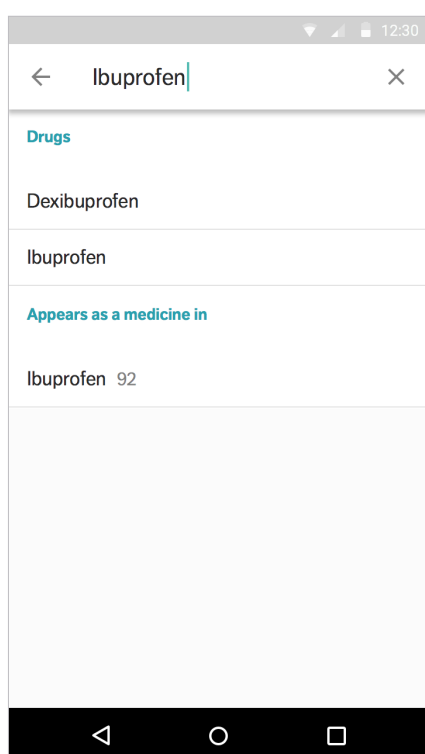 12:30
Ibuprofen
Drugs
Dexibuprofen
Ibuprofen
Appears as a medicine in
Ibuprofen 92